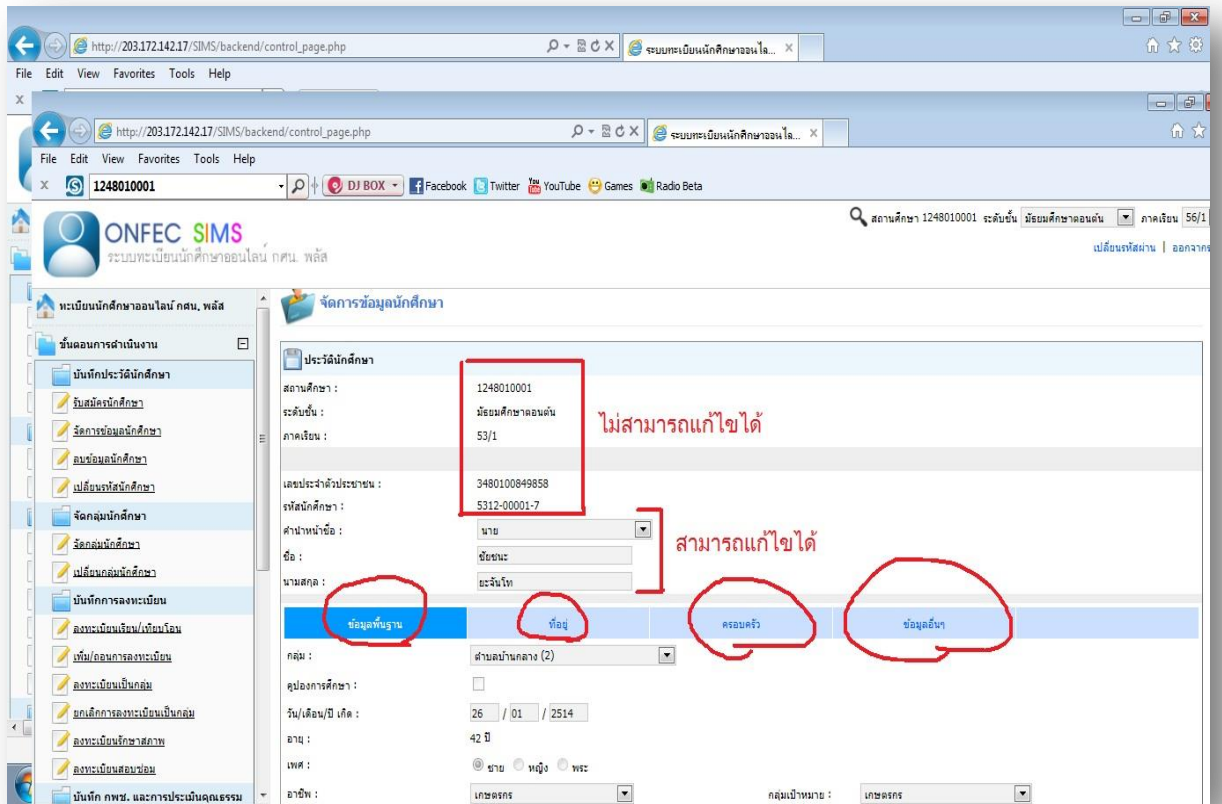 http://203.172.142.17/SIMS/backend/control_page.php
ระบบทะเบียนนักศึกษาออนไล...
File Edit View Favorites Tools Help
http://203.172.142.17/SIMS/backend/control_page.php
ระบบทะเบียนนักศึกษาออนไล...
File Edit View Favorites Tools Help
1248010001
DJ BOX Facebook Twitter YouTube Games Radio Beta
สถานศึกษา 1248010001 ระดับชั้น มัธยมศึกษาตอนต้น ภาคเรียน 56/1
ONFEC SIMS
ระบบทะเบียนนักศึกษาออนไลน์ กศน. พลัส
เปลี่ยนรหัสผ่าน | ออกจากร
ทะเบียนนักศึกษาออนไลน์ กศน. พลัส
ขั้นตอนการดำเนินงาน
บันทึกประวัตินักศึกษา
รับสมัครนักศึกษา
จัดการข้อมูลนักศึกษา
ลบข้อมูลนักศึกษา
เปลี่ยนรหัสนักศึกษา
จัดกลุ่มนักศึกษา
จัดกลุ่มนักศึกษา
เปลี่ยนกลุ่มนักศึกษา
บันทึกการลงทะเบียน
ลงทะเบียนเรียน/เทียบโอน
เพิ่ม/ถอนการลงทะเบียน
ลงทะเบียนเป็นกลุ่ม
ยกเลิกการลงทะเบียนเป็นกลุ่ม
ลงทะเบียนรักษาสภาพ
ลงทะเบียนสอบซ่อม
บันทึก กพช. และการประเมินคุณธรรม
จัดการข้อมูลนักศึกษา
ประวัตินักศึกษา
สถานศึกษา : 1248010001
ระดับชั้น : มัธยมศึกษาตอนต้น
ภาคเรียน : 53/1
ไม่สามารถแก้ไขได้
เลขประจำตัวประชาชน : 3480100849858
รหัสนักศึกษา : 5312-00001-7
คำนำหน้าชื่อ : นาย
สามารถแก้ไขได้
ชื่อ : ชัยชนะ
นามสกุล : ยะจันโท
ข้อมูลพื้นฐาน ที่อยู่ ครอบครัว ข้อมูลอื่นๆ
กลุ่ม : ตำบลบ้านกลาง (2)
คูปองการศึกษา :
วัน/เดือน/ปี เกิด : 26 / 01 / 2514
อายุ : 42 ปี
เพศ : ชาย หญิง พระ
อาชีพ : เกษตรกร กลุ่มเป้าหมาย : เกษตรกร